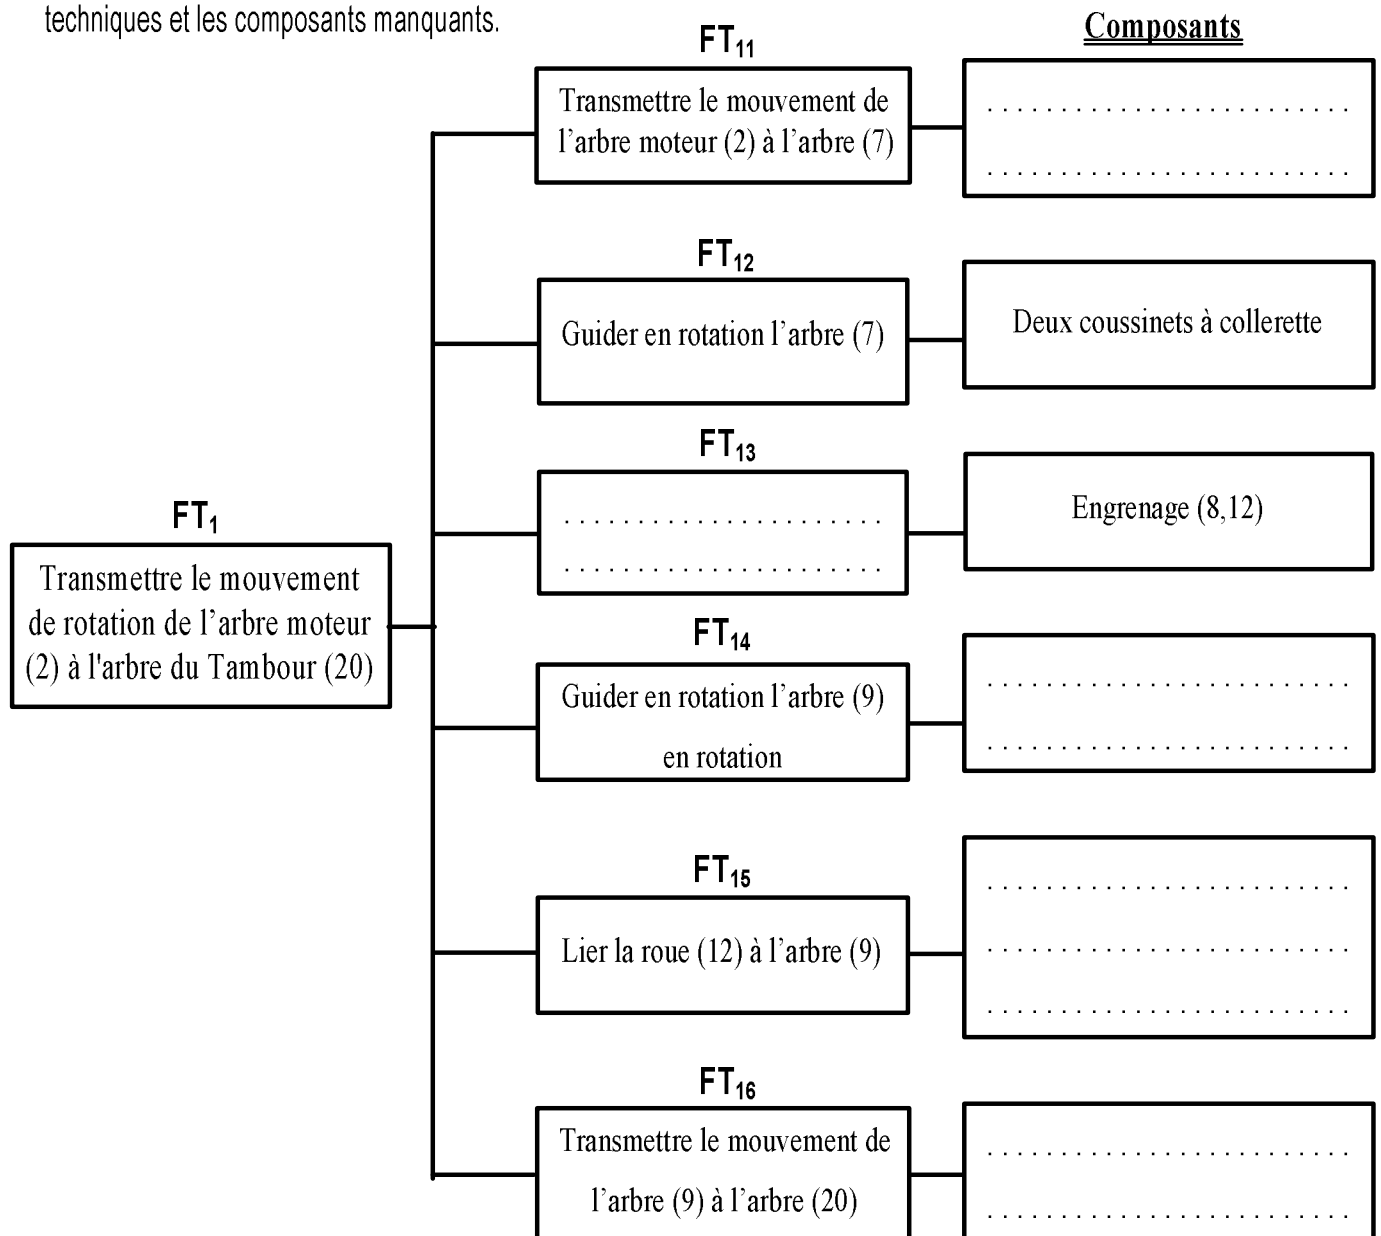 techniques et les composants manquants.
Composants
FT11
Transmettre le mouvement de
l’arbre moteur (2) à l’arbre (7)
. . . . . . . . . . . . . . . . . . . . . . . . .
. . . . . . . . . . . . . . . . . . . . . . . . .
FT12
Guider en rotation l’arbre (7)
Deux coussinets à collerette
FT13
. . . . . . . . . . . . . . . . . . . . . .
. . . . . . . . . . . . . . . . . . . . . .
Engrenage (8,12)
FT1
Transmettre le mouvement
de rotation de l’arbre moteur
(2) à l'arbre du Tambour (20)
FT14
Guider en rotation l’arbre (9)
en rotation
. . . . . . . . . . . . . . . . . . . . . . . . .
. . . . . . . . . . . . . . . . . . . . . . . . .
FT15
Lier la roue (12) à l’arbre (9)
. . . . . . . . . . . . . . . . . . . . . . . . .
. . . . . . . . . . . . . . . . . . . . . . . . .
. . . . . . . . . . . . . . . . . . . . . . . . .
FT16
Transmettre le mouvement de
l’arbre (9) à l’arbre (20)
. . . . . . . . . . . . . . . . . . . . . . . . .
. . . . . . . . . . . . . . . . . . . . . . . . .